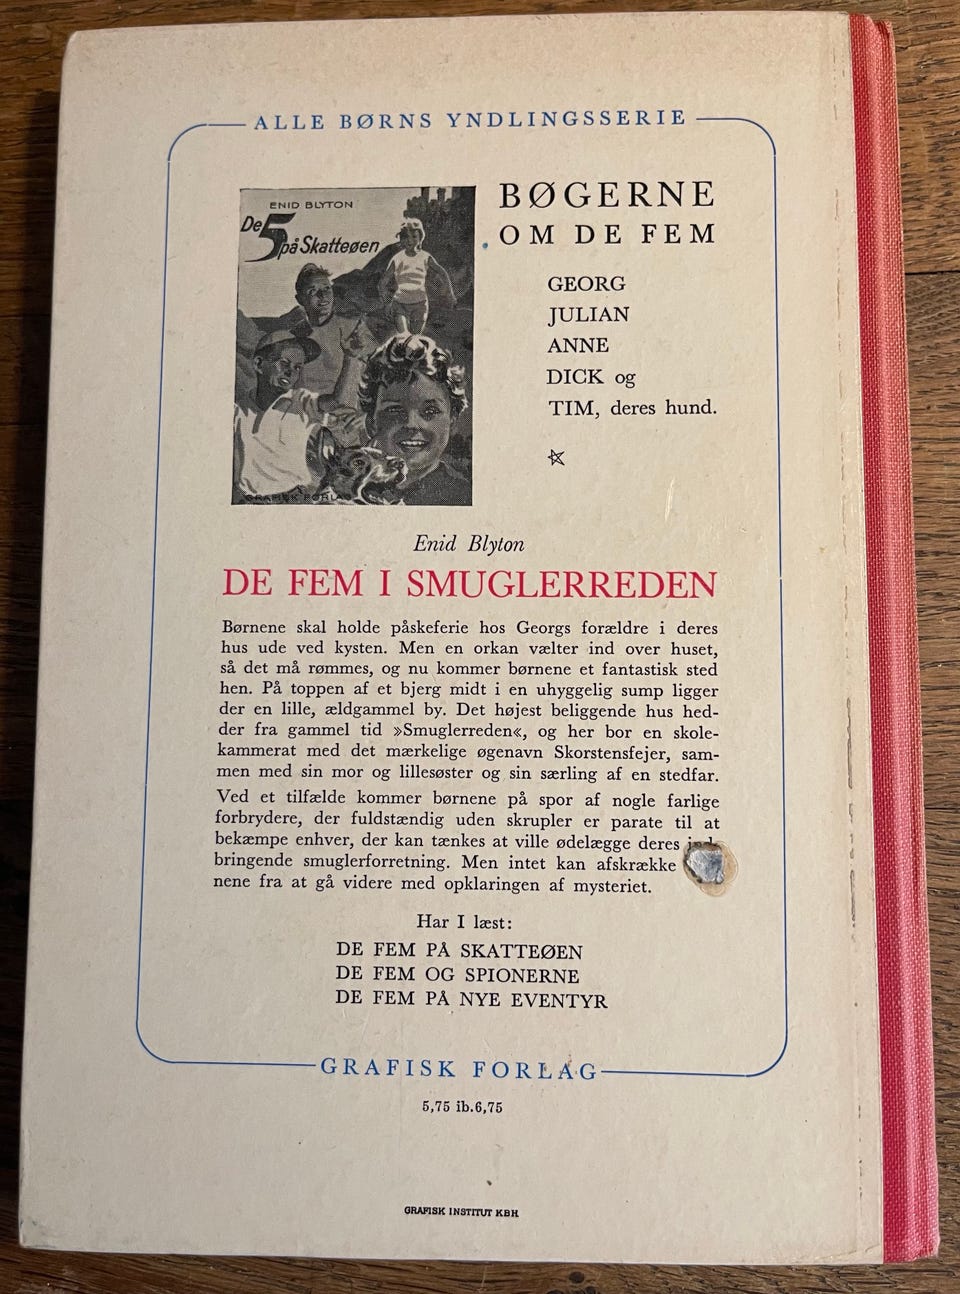 ALLE BØRNS YNDLINGSSERIE
ENID BLYTON
De 5
på Skatteøen
GRAFISK FORLAG
BØGERNE
OM DE FEM
GEORG
JULIAN
ANNE
DICK og
TIM, deres hund.
Enid Blyton
DE FEM I SMUGLERREDEN
Børnene skal holde påskeferie hos Georgs forældre i deres
hus ude ved kysten. Men en orkan vælter ind over huset,
så det må rømmes, og nu kommer børnene et fantastisk sted
hen. På toppen af et bjerg midt i en uhyggelig sump ligger
der en lille, ældgammel by. Det højest beliggende hus hed-
der fra gammel tid »Smuglerreden«, og her bor en skole-
kammerat med det mærkelige øgenavn Skorstensfejer, sam-
men med sin mor og lillesøster og sin særling af en stedfar.
Ved et tilfælde kommer børnene på spor af nogle farlige
forbrydere, der fuldstændig uden skrupler er parate til at
bekæmpe enhver, der kan tænkes at ville ødelægge deres
bringende smuglerforretning. Men intet kan afskrække
nene fra at gå videre med opklaringen af mysteriet.
Har I læst:
DE FEM PÅ SKATTEØEN
DE FEM OG SPIONERNE
DE FEM PÅ NYE EVENTYR
GRAFISK FORLAG
5,75 ib.6,75
GRAFISK INSTITUT KBH